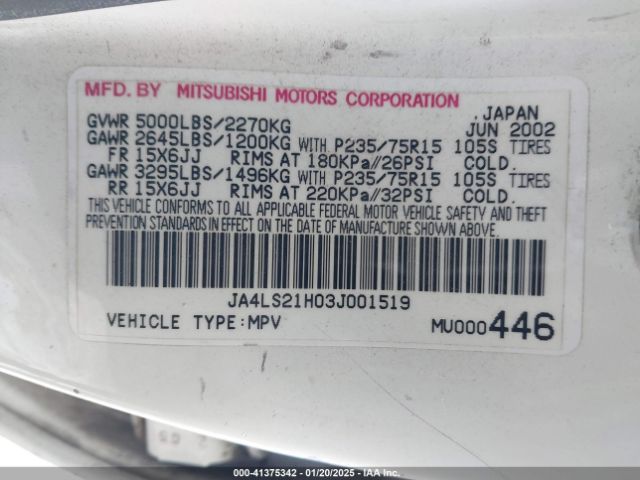 MFD. BY MITSUBISHI MOTORS CORPORATION
. JAPAN
GVWR 5000LBS/2270KG JUN 2002
GAWR 2645LBS/1200KG WITH P235/75R15 105S TIRES
FR 15X6JJ RIMS AT 180KPa//26PSI COLD.
GAWR 3295LBS/1496KG WITH P235/75R15 105S TIRES
RR 15X6JJ RIMS AT 220KPa//32PSI COLD.
THIS VEHICLE CONFORMS TO ALL APPLICABLE FEDERAL MOTOR VEHICLE SAFETY AND THEFT
PREVENTION STANDARDS IN EFFECT ON THE DATE OF MANUFACTURE SHOWN ABOVE.
JA4LS21H03J001519
VEHICLE TYPE:MPV MU000446
000-41375342 - 01/20/2025 - IAAI.COM